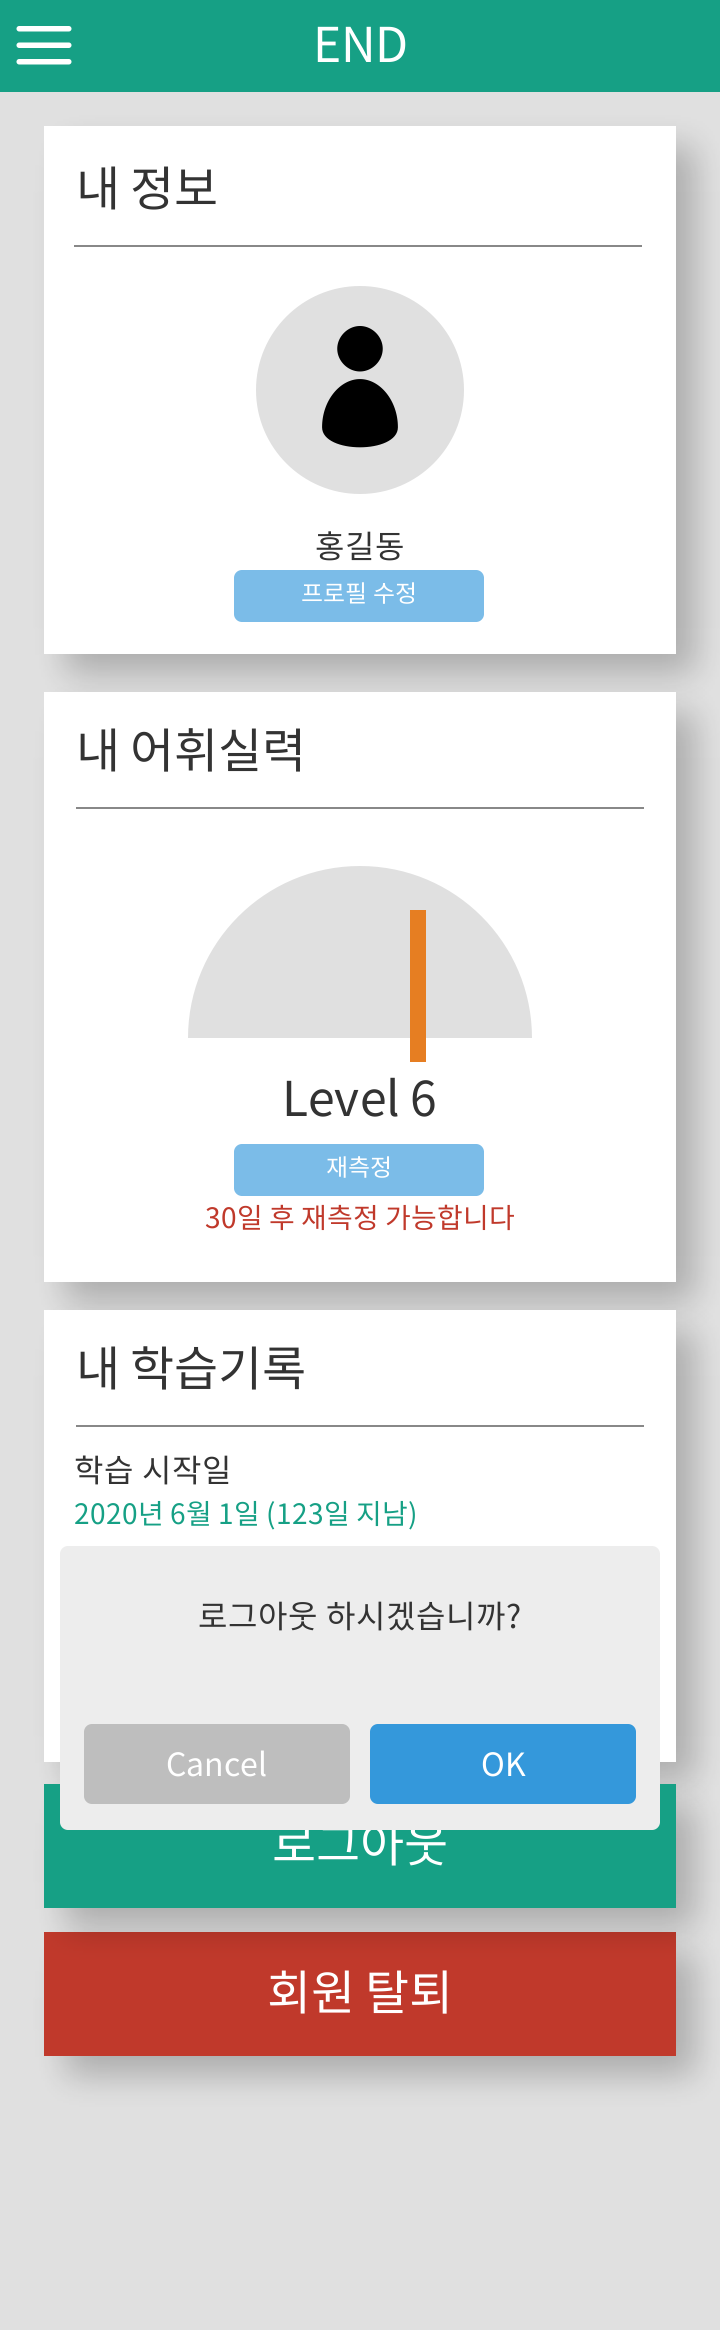 END
내 정보
홍길동
프로필 수정
내 어휘실력
Level 6
재측정
30일 후 재측정 가능합니다
내 학습기록
학습 시작일
2020년 6월 1일 (123일 지남)
로그아웃 하시겠습니까?
Cancel
OK
로그아웃
회원 탈퇴